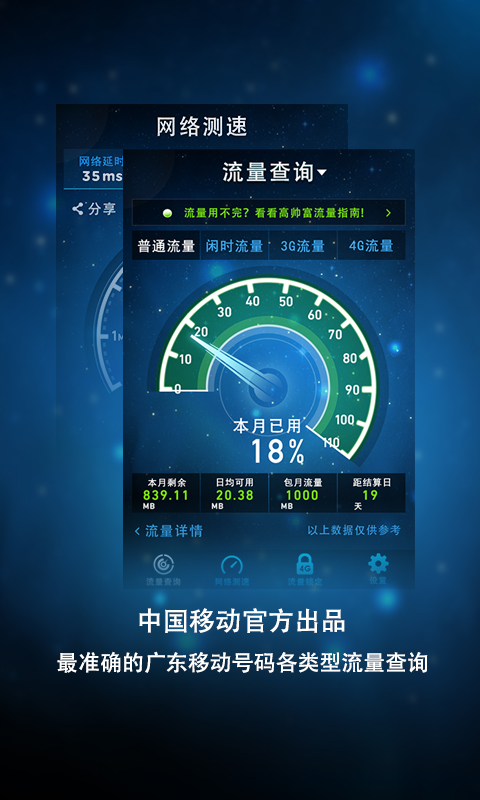 网络测速
网络延时
35ms
分享
1M
流量查询
流量用不完？看看高帅富流量指南!
普通流量 闲时流量 3G流量 4G流量
0 10 20 30 40 50 60 70 80 90 100 110
本月已用
18%
本月剩余 日均可用 包月流量 距结算日
839.11 20.38 1000 19
MB MB MB 天
流量详情 以上数据仅供参考
4G
流量查询 网络测速 流量锁定 设置
中国移动官方出品
最准确的广东移动号码各类型流量查询